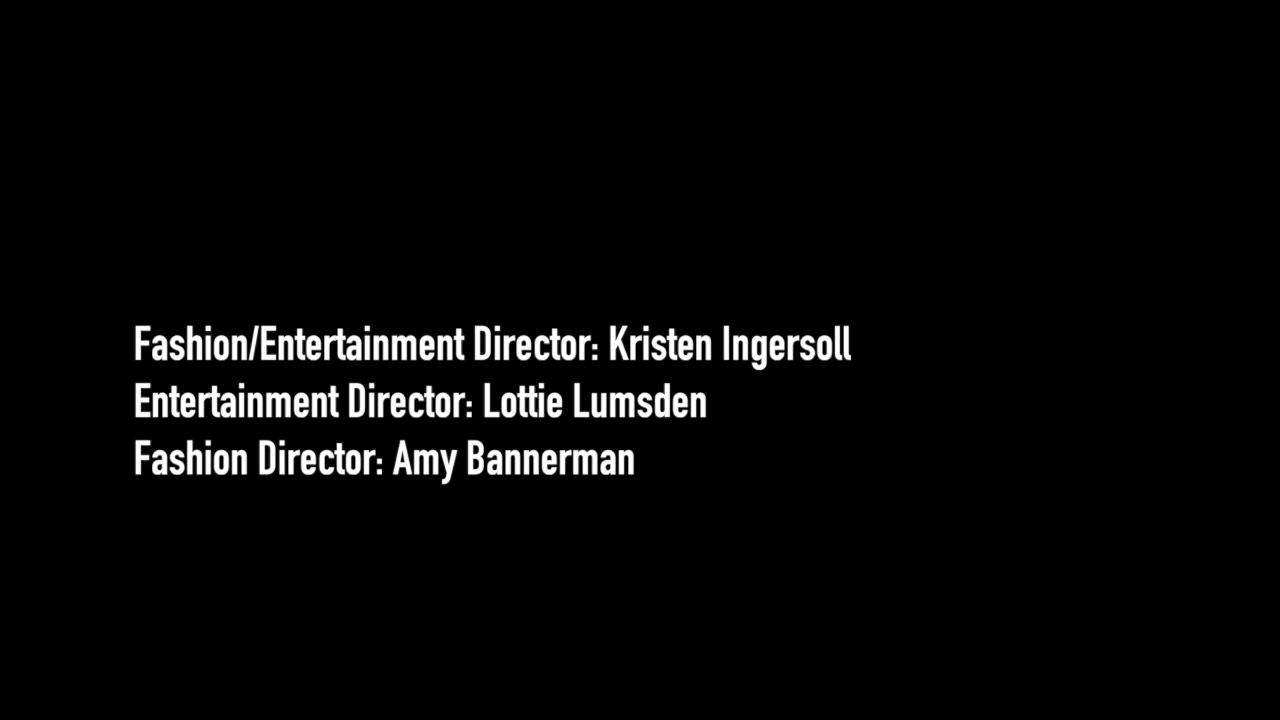 Fashion/Entertainment Director: Kristen Ingersoll
Entertainment Director: Lottie Lumsden
Fashion Director: Amy Bannerman